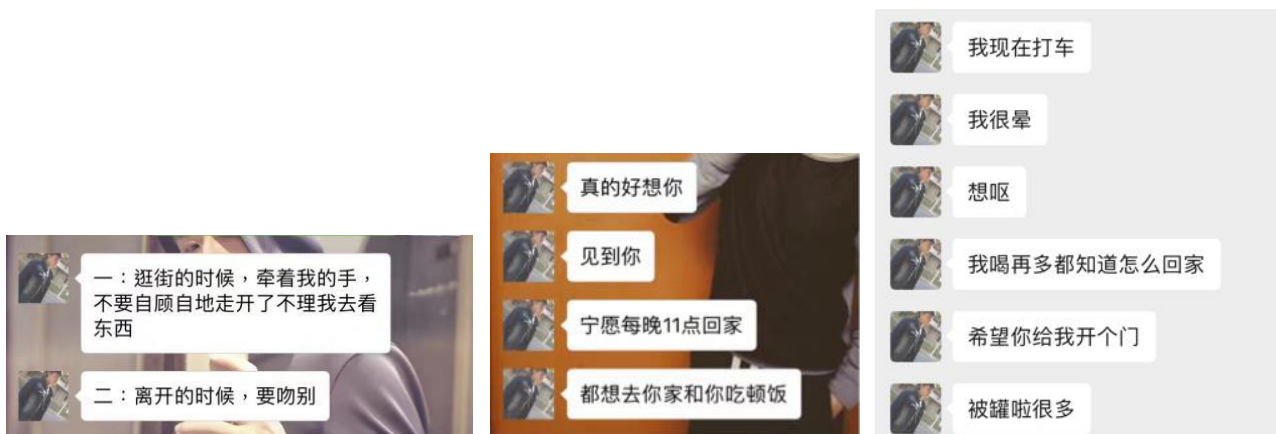 一：逛街的时候，牵着我的手，
不要自顾自地走开了不理我去看
东西
二：离开的时候，要吻别
真的好想你
见到你
宁愿每晚11点回家
都想去你家和你吃顿饭
我现在打车
我很晕
想呕
我喝再多都知道怎么回家
希望你给我开个门
被罐啦很多